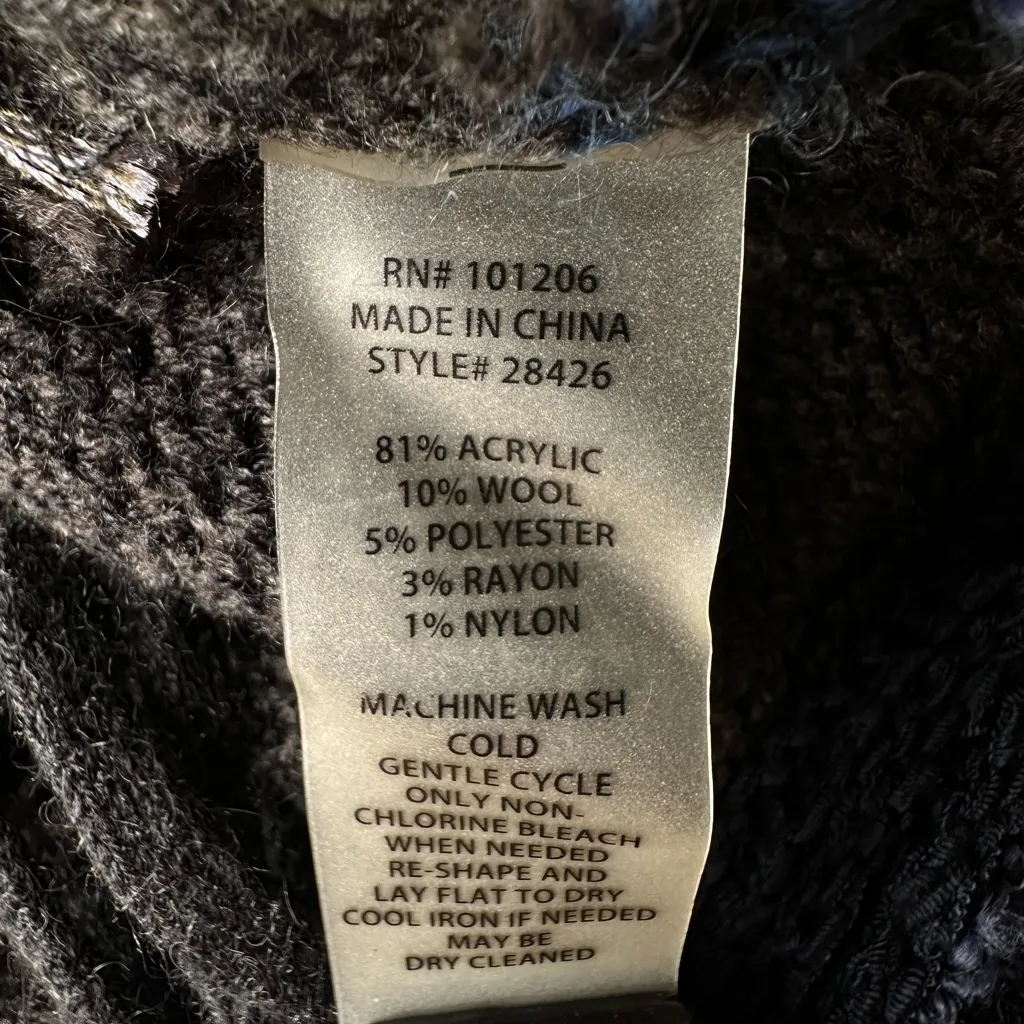 RN# 101206
MADE IN CHINA
STYLE# 28426
81% ACRYLIC
10% WOOL
5% POLYESTER
3% RAYON
1% NYLON
MACHINE WASH
COLD
GENTLE CYCLE
ONLY NON-
CHLORINE BLEACH
WHEN NEEDED
RE-SHAPE AND
LAY FLAT TO DRY
COOL IRON IF NEEDED
MAY BE
DRY CLEANED